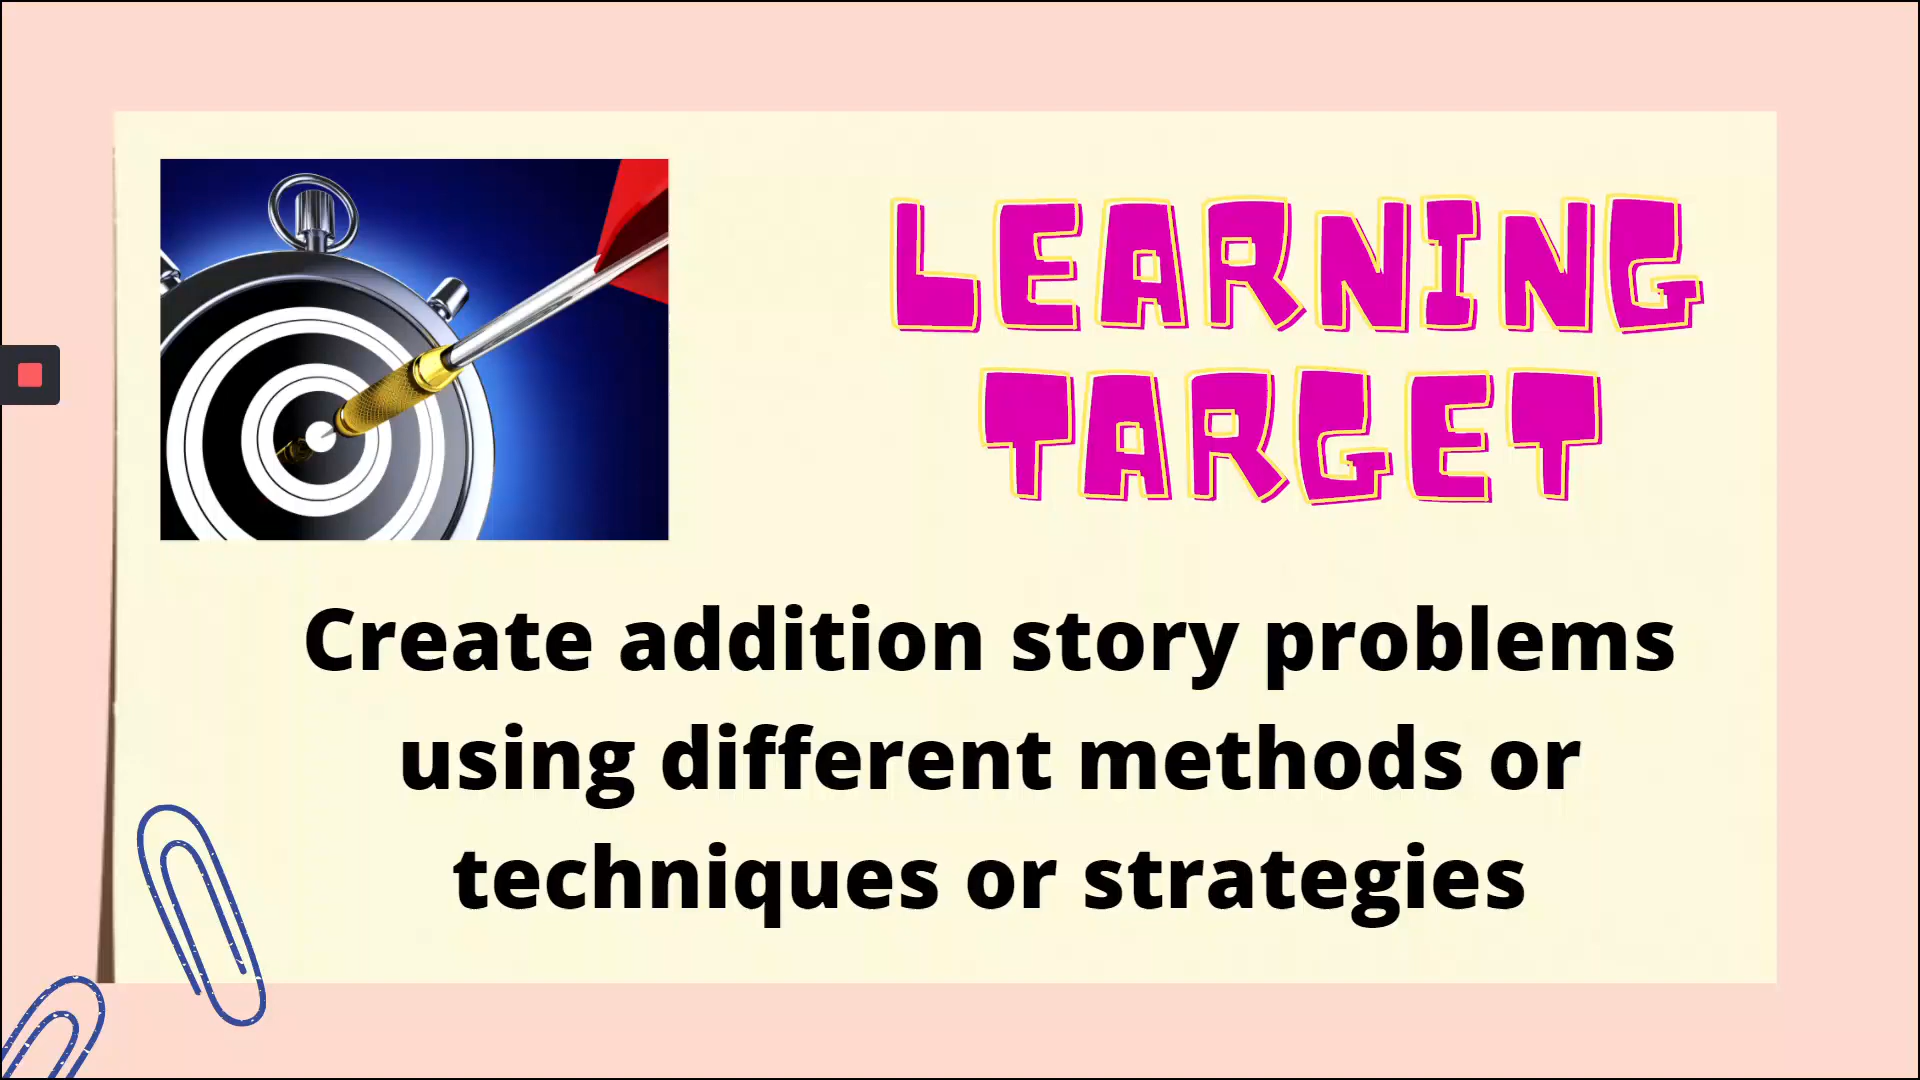 LEARNING
TARGET
Create addition story problems
using different methods or
techniques or strategies